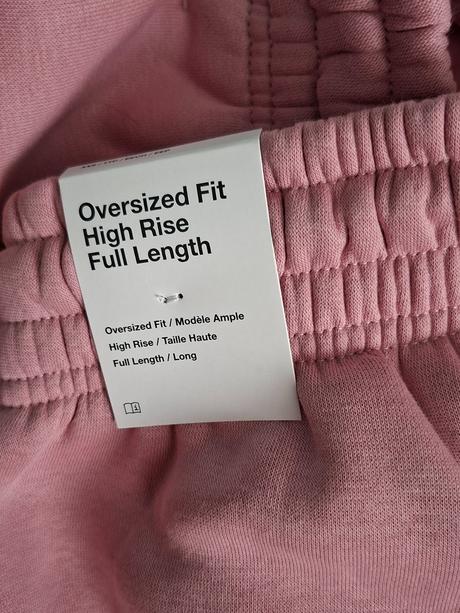 Oversized Fit
High Rise
Full Length
Oversized Fit / Modèle Ample
High Rise / Taille Haute
Full Length / Long